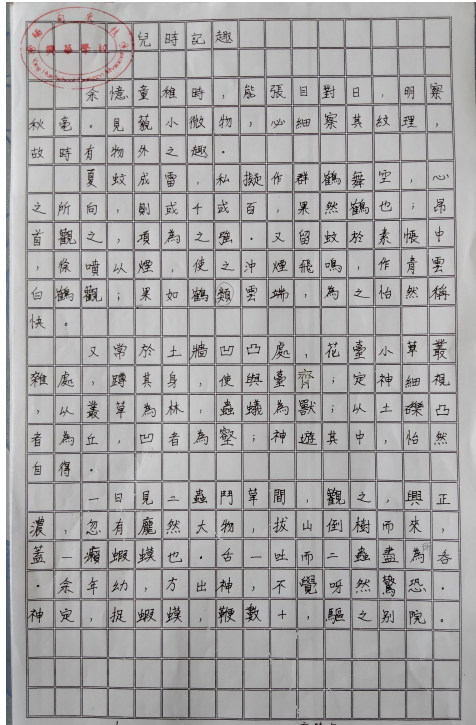 兒時記趣
余憶童稚時，能張目對日，明察
秋毫．見藐小微物，必細察其紋理，
故時有物外之趣．
夏蚊成雷，私擬作群鶴舞空，心
之所向，則或千或百，果然鶴也；昂
首觀之，項為之強．又留蚊於素帳中
，徐噴以煙，使之沖煙飛鳴，作青雲
白鶴觀；果如鶴類雲端，為之怡然稱
快。
又常於土牆凹凸處，花臺小草叢
雜處，蹲其身，使與臺齊；定神細視
，以叢草為林，蟲蟻為獸；以土礫凸
者為丘，凹者為壑；神遊其中，怡然
自得．
一日見二蟲鬥草間，觀之，興正
濃，忽有龐然大物，拔山倒樹而來，
蓋一癩蝦蟆也．舌一吐而二蟲盡為所吞
．余年幼，方出神，不覺呀然驚恐．
神定，捉蝦蟆，鞭數十，驅之別院。